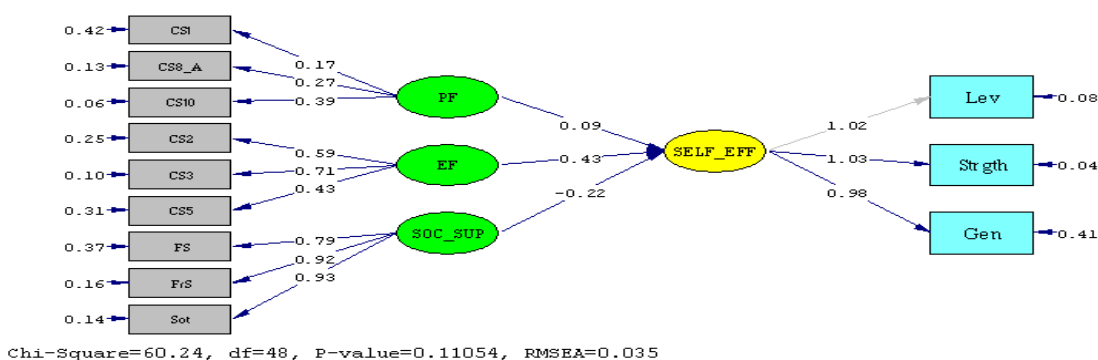 0.42 CS1
0.13 CS8_A
0.06 CS10
0.25 CS2
0.10 CS3
0.31 CS5
0.37 FS
0.16 FrS
0.14 Sot
0.17
0.27
0.39
0.59
0.71
0.43
0.79
0.92
0.93
PF
EF
SOC_SUP
0.09
0.43
-0.22
SELF_EFF
1.02
1.03
0.98
Lev 0.08
Strgth 0.04
Gen 0.41
Chi-Square=60.24, df=48, P-value=0.11054, RMSEA=0.035